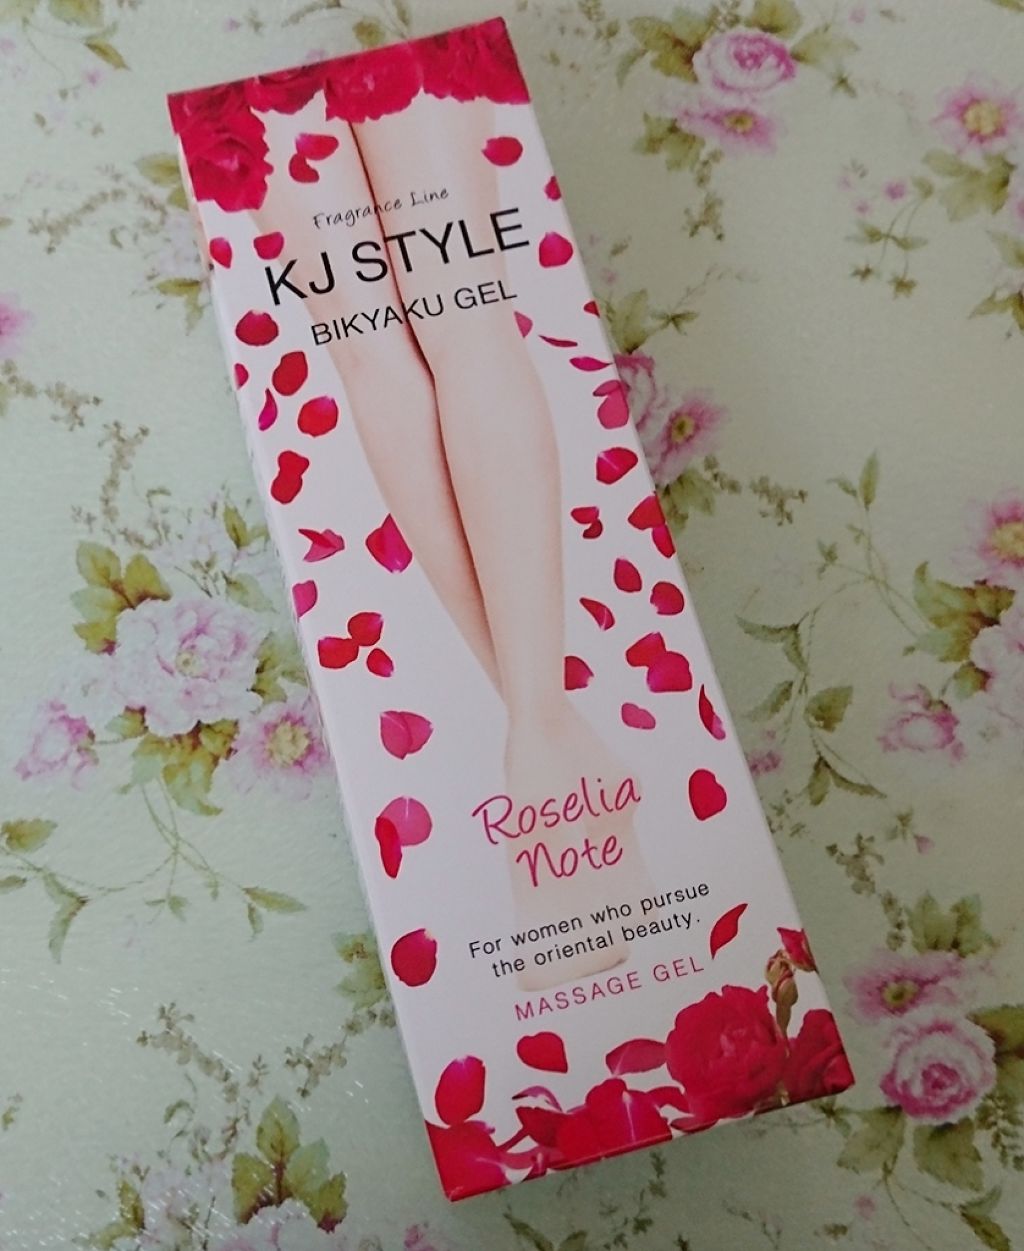 Fragrance Line
KJ STYLE
BIKYAKU GEL
Roselia
Note
For women who pursue
the oriental beauty.
MASSAGE GEL